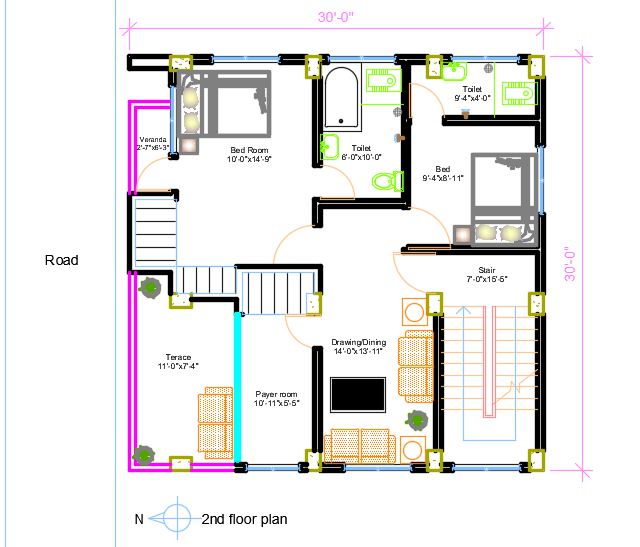 30'-0"
Toilet
9'-4"x4'-0"
Veranda
2'-7"x6'-3"
Bed Room
10'-0"x14'-9"
Toilet
6'-0"x10'-0"
Bed
9'-4"x8'-11"
Road
Stair
7'-0"x15'-5"
30'-0"
Terace
11'-0"x7'-4"
Drawing/Dining
14'-0"x13'-11"
Payer room
10'-11"x5'-5"
N
N 2nd floor plan